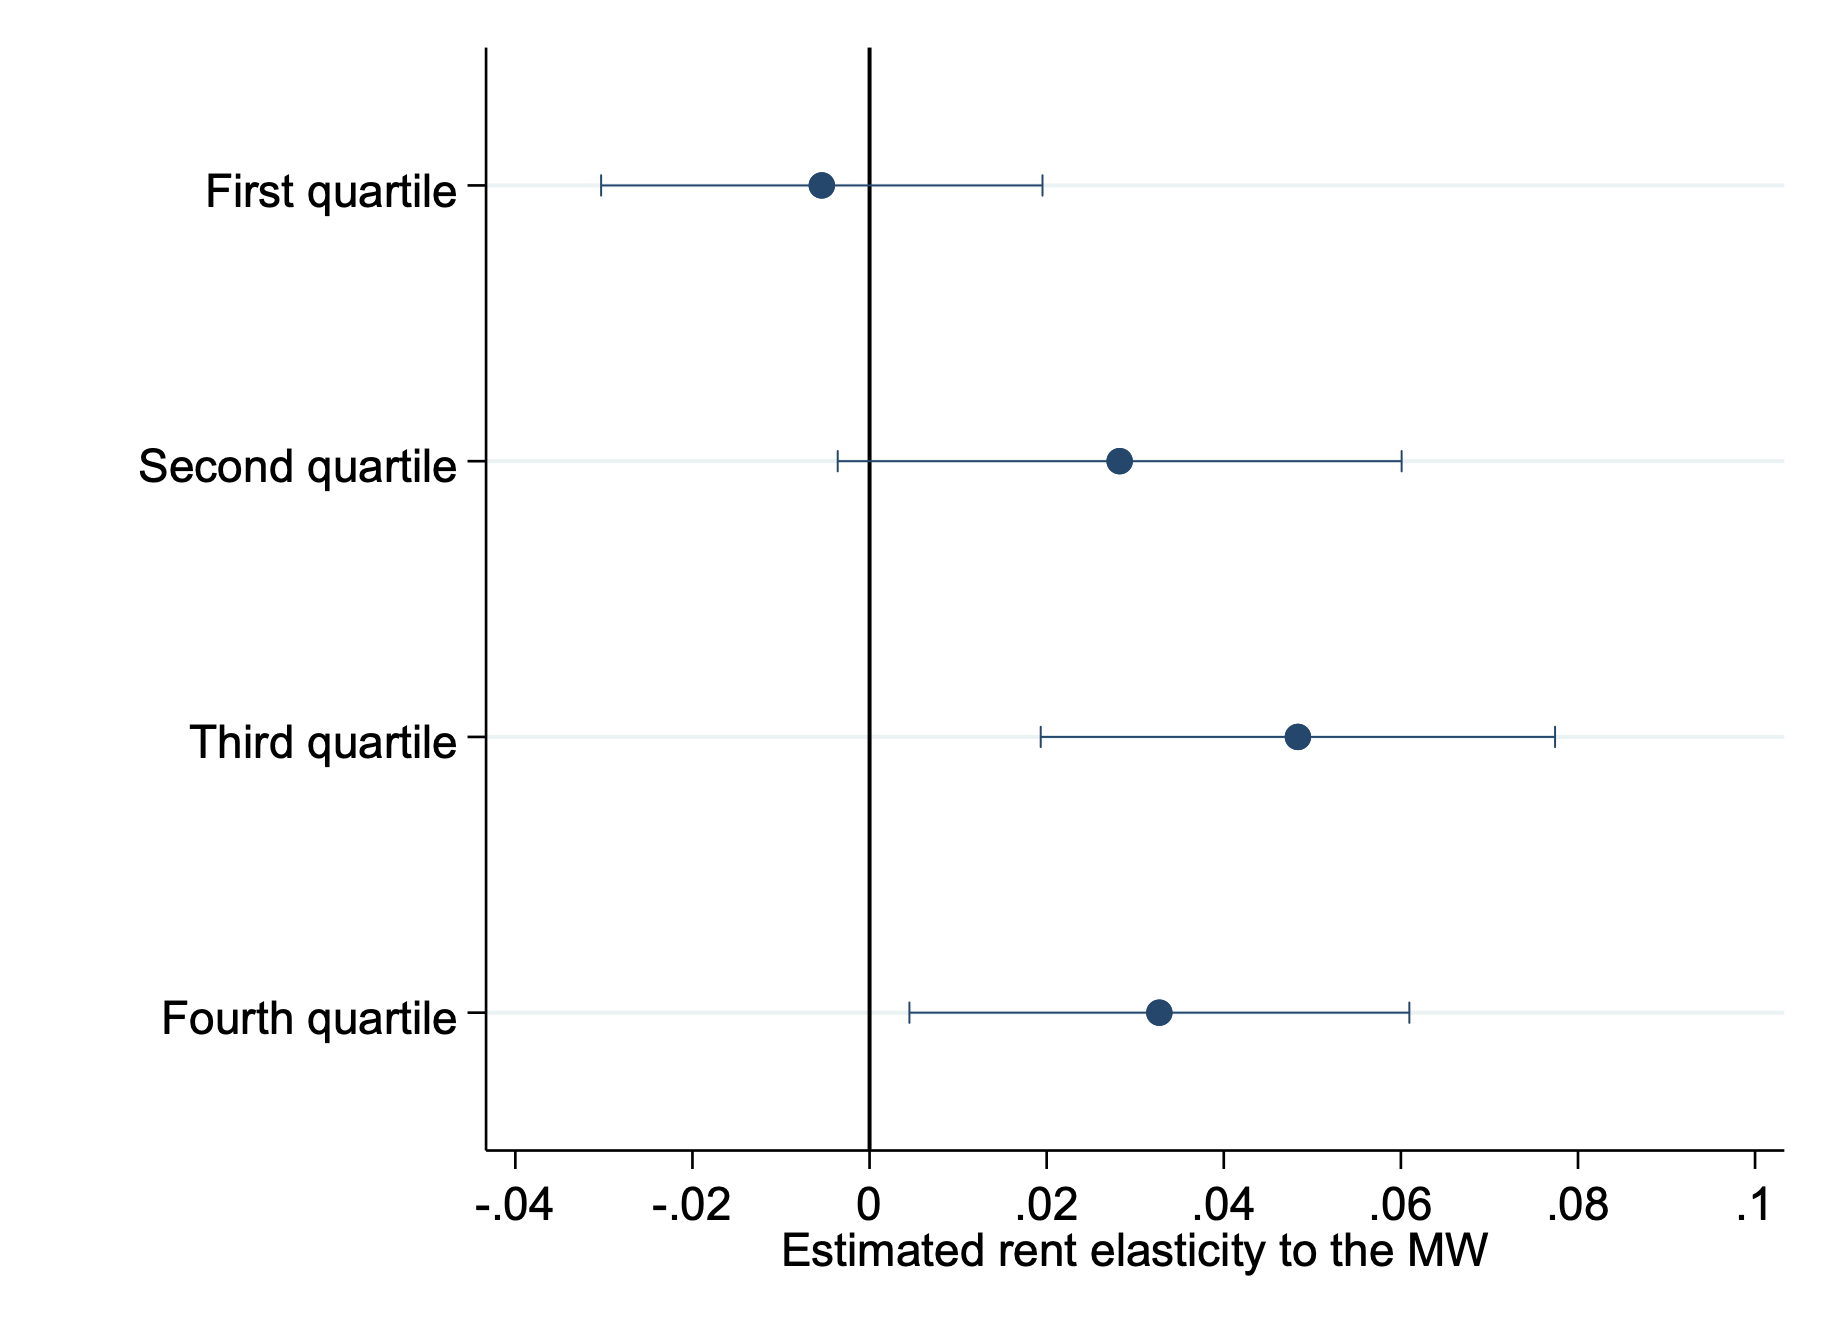 First quartile
Second quartile
Third quartile
Fourth quartile
-.04 -.02 0 .02 .04 .06 .08 .1
Estimated rent elasticity to the MW